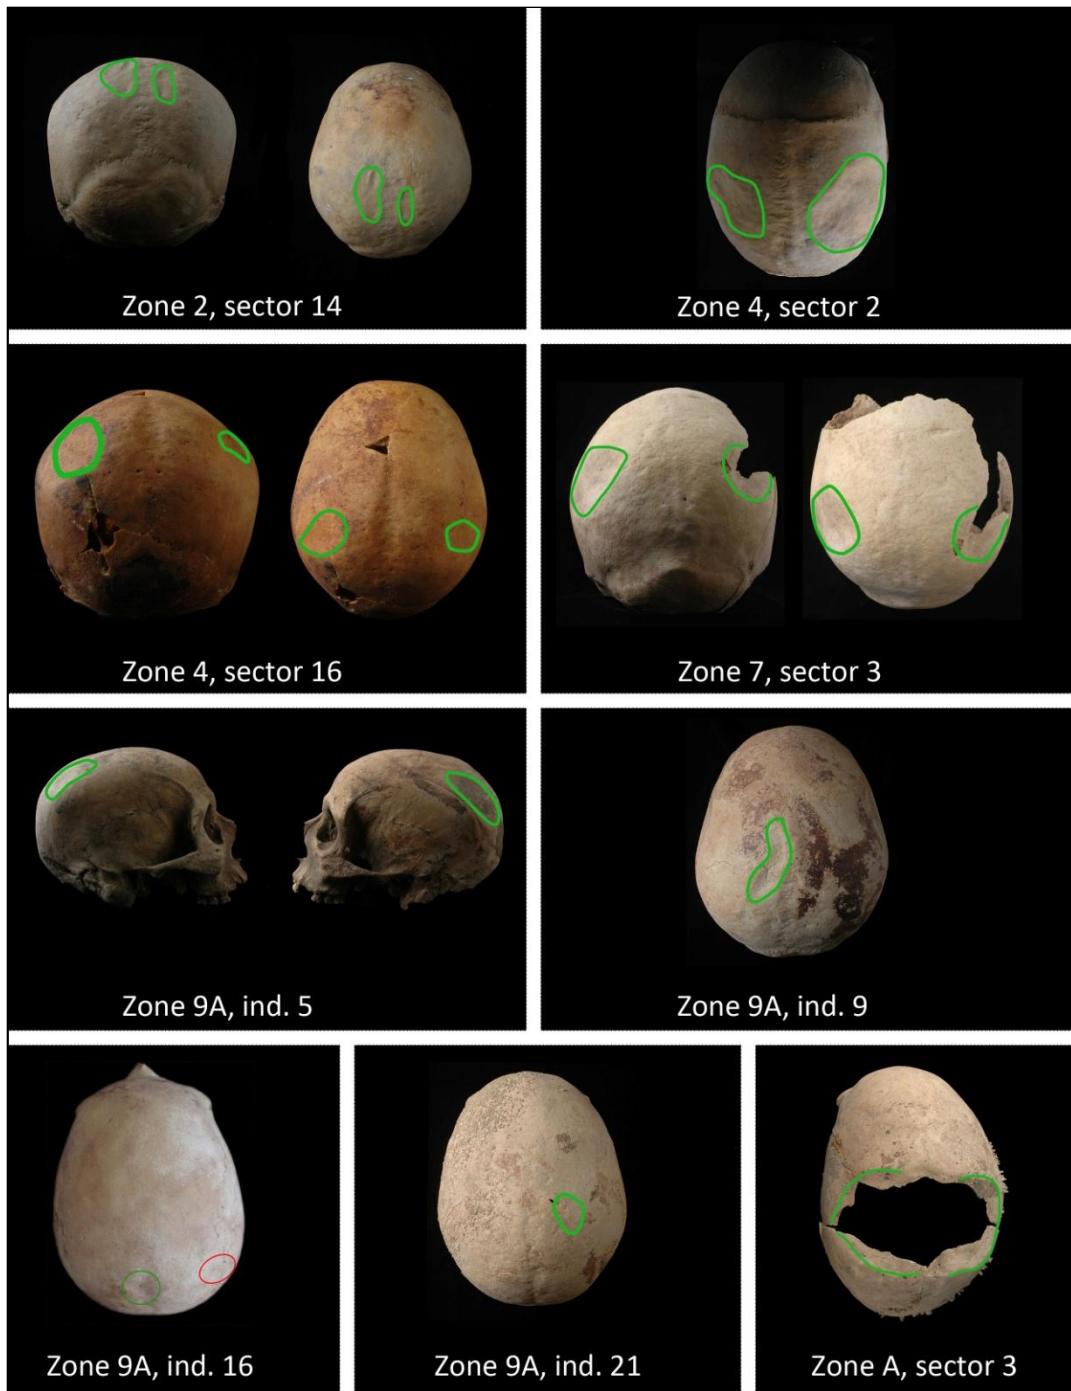 Zone 2, sector 14
Zone 4, sector 2
Zone 4, sector 16
Zone 7, sector 3
Zone 9A, ind. 5
Zone 9A, ind. 9
Zone 9A, ind. 16
Zone 9A, ind. 21
Zone A, sector 3